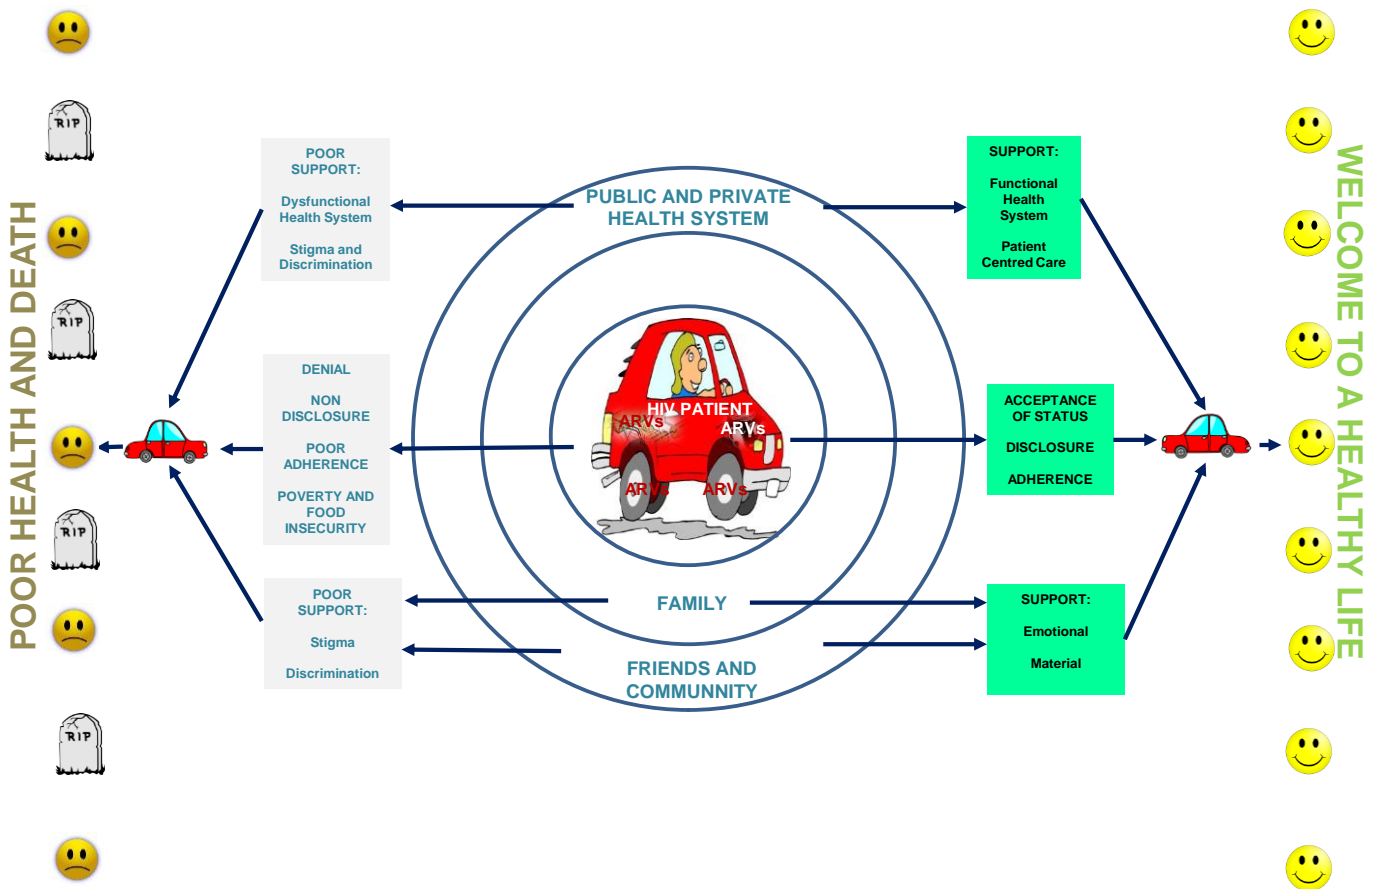 POOR HEALTH AND DEATH
RIP
RIP
RIP
RIP
POOR
SUPPORT:
Dysfunctional
Health System
Stigma and
Discrimination
DENIAL
NON
DISCLOSURE
POOR
ADHERENCE
POVERTY AND
FOOD
INSECURITY
POOR
SUPPORT:
Stigma
Discrimination
PUBLIC AND PRIVATE
HEALTH SYSTEM
HIV PATIENT
ARVs
ARVs
ARVs
ARVs
FAMILY
FRIENDS AND
COMMUNNITY
SUPPORT:
Functional
Health
System
Patient
Centred Care
ACCEPTANCE
OF STATUS
DISCLOSURE
ADHERENCE
SUPPORT:
Emotional
Material
WELCOME TO A HEALTHY LIFE